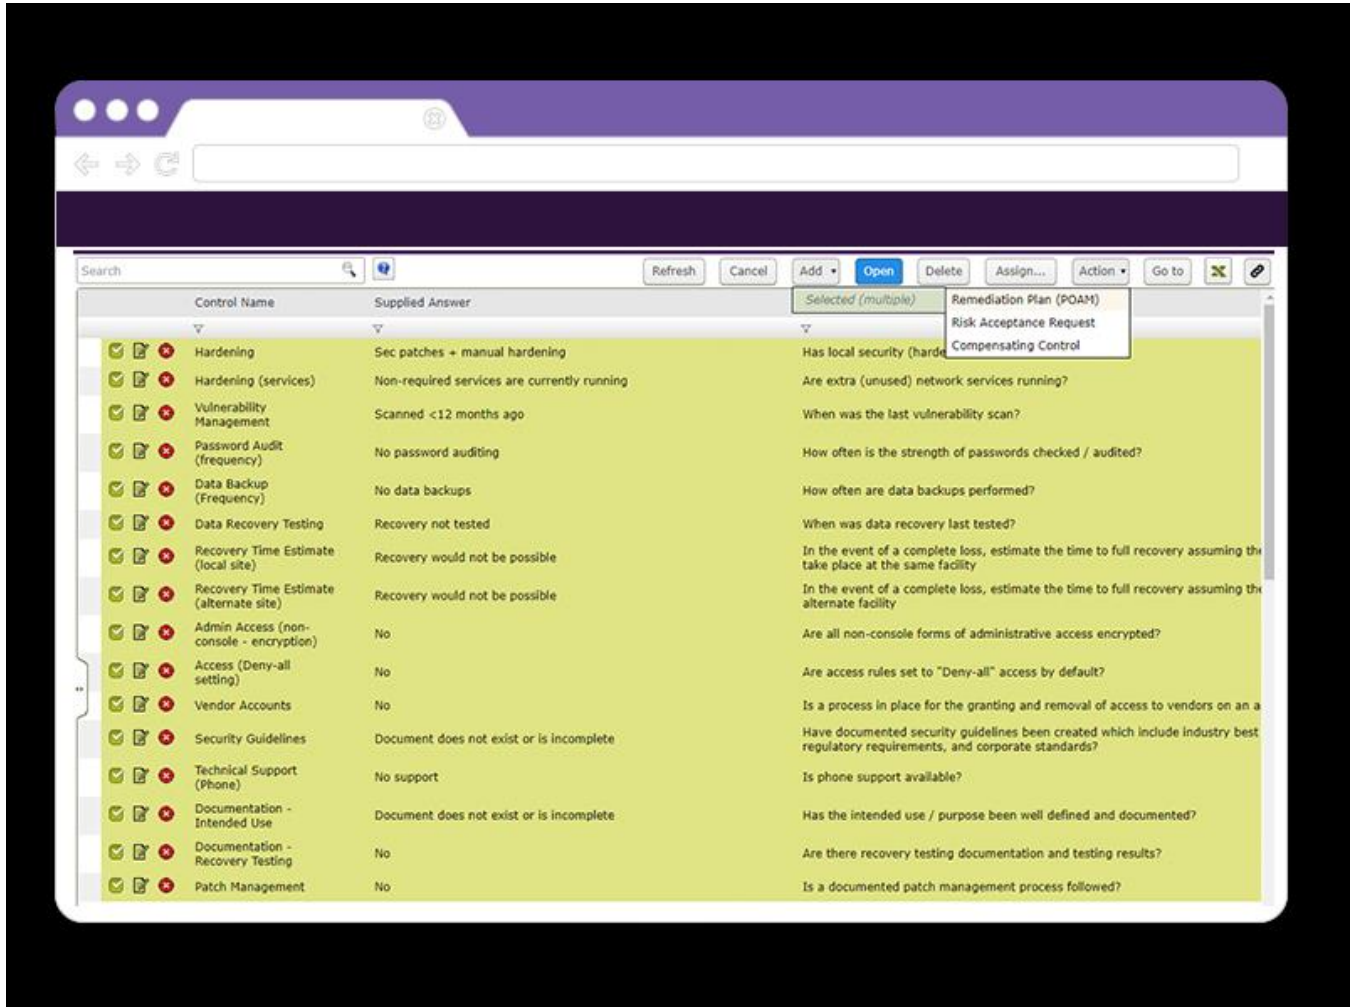 Search
Refresh Cancel Add Open Delete Assign... Action Go to
Control Name Supplied Answer Selected (multiple) Remediation Plan (POAM)
Risk Acceptance Request
Compensating Control
Hardening Sec patches + manual hardening Has local security
Hardening (services) Non-required services are currently running Are extra (unused) network services running?
Vulnerability
Management Scanned <12 months ago When was the last vulnerability scan?
Password Audit
(frequency) No password auditing How often is the strength of passwords checked / audited?
Data Backup
(Frequency) No data backups How often are data backups performed?
Data Recovery Testing Recovery not tested When was data recovery last tested?
Recovery Time Estimate
(local site) Recovery would not be possible In the event of a complete loss, estimate the time to full recovery assuming the
take place at the same facility
Recovery Time Estimate
(alternate site) Recovery would not be possible In the event of a complete loss, estimate the time to full recovery assuming the
alternate facility
Admin Access (non-
console - encryption) No Are all non-console forms of administrative access encrypted?
Access (Deny-all
setting) No Are access rules set to "Deny-all" access by default?
Vendor Accounts No Is a process in place for the granting and removal of access to vendors on an a
Security Guidelines Document does not exist or is incomplete Have documented security guidelines been created which include industry best
regulatory requirements, and corporate standards?
Technical Support
(Phone) No support Is phone support available?
Documentation -
Intended Use Document does not exist or is incomplete Has the intended use / purpose been well defined and documented?
Documentation -
Recovery Testing No Are there recovery testing documentation and testing results?
Patch Management No Is a documented patch management process followed?